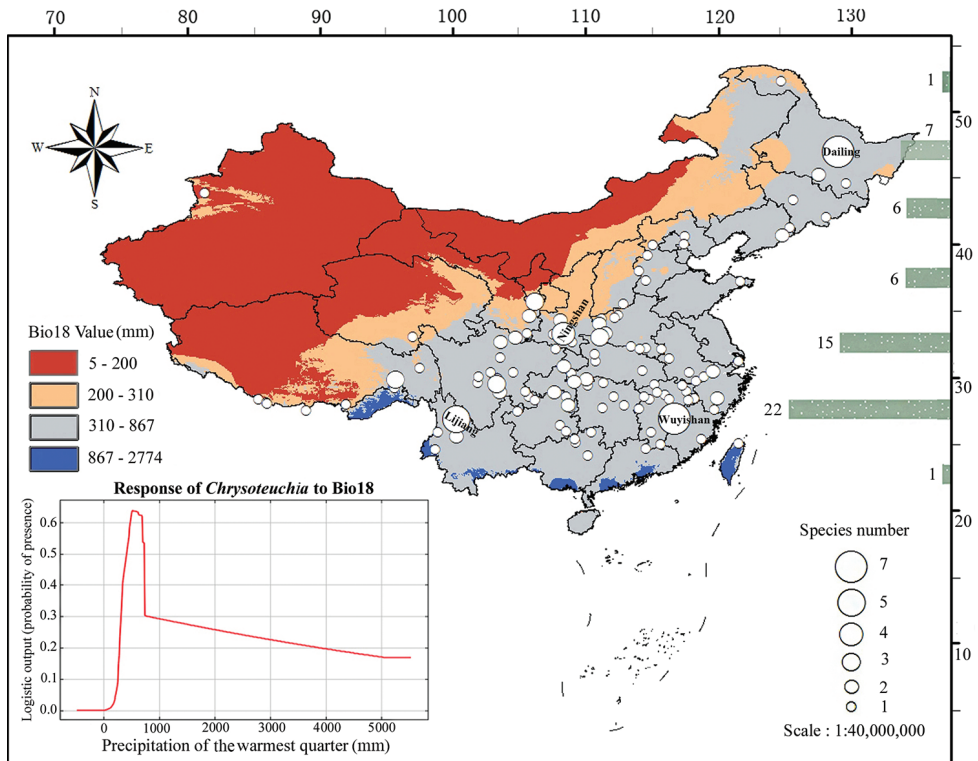 70 80 90 100 110 120 130
N
W E
S
Bio18 Value (mm)
5 - 200
200 - 310
310 - 867
867 - 2774
Dailing
Ningshan
Lijiang
Wuyishan
1
7
6
6
15
22
1
50
40
30
20
10
Response of Chrysoteuchia to Bio18
Logistic output (probability of presence)
0.6
0.5
0.4
0.3
0.2
0.1
0.0
0 1000 2000 3000 4000 5000
Precipitation of the warmest quarter (mm)
Species number
7
5
4
3
2
1
Scale : 1:40,000,000